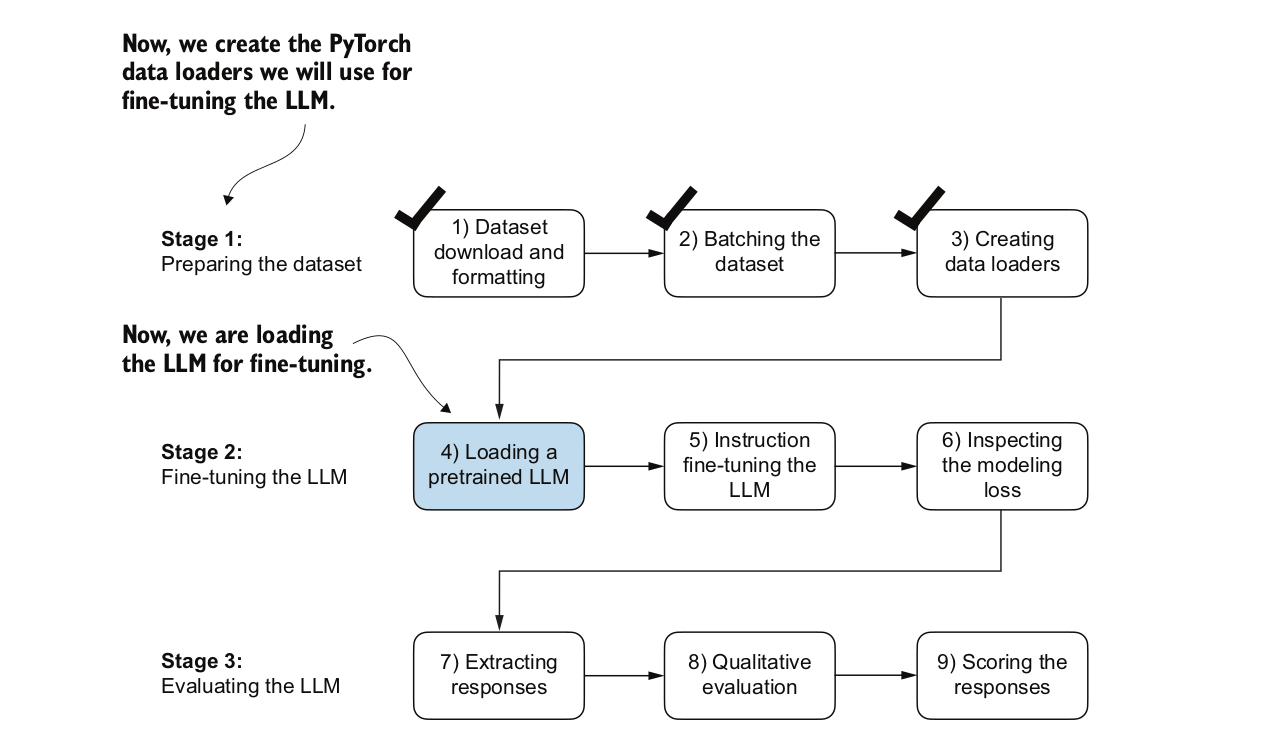 Now, we create the PyTorch
data loaders we will use for
fine-tuning the LLM.
Stage 1:
Preparing the dataset
1) Dataset
download and
formatting
2) Batching the
dataset
3) Creating
data loaders
Now, we are loading
the LLM for fine-tuning.
Stage 2:
Fine-tuning the LLM
4) Loading a
pretrained LLM
5) Instruction
fine-tuning the
LLM
6) Inspecting
the modeling
loss
Stage 3:
Evaluating the LLM
7) Extracting
responses
8) Qualitative
evaluation
9) Scoring the
responses